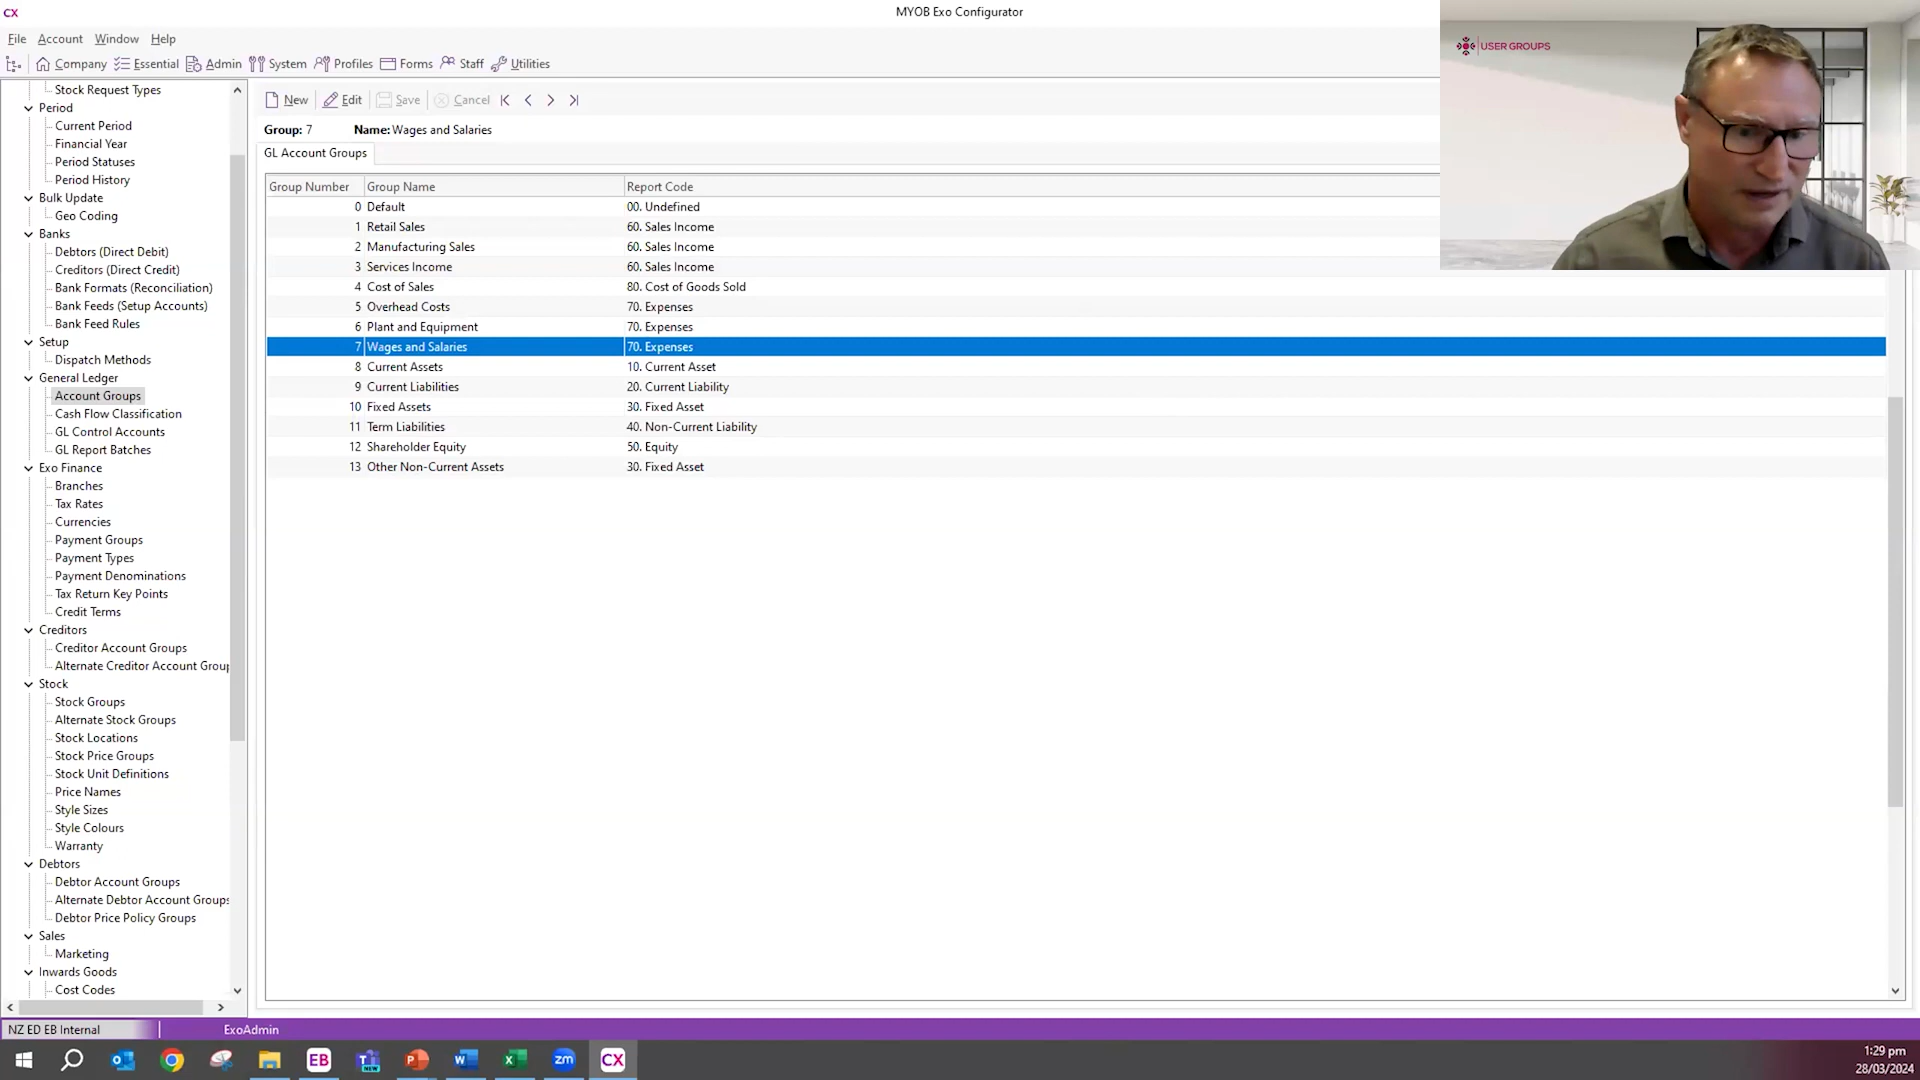 CX
MYOB Exo Configurator
File Account Window Help
Company Essential Admin System Profiles Forms Staff Utilities
USER GROUPS
Stock Request Types
Period
Current Period
Financial Year
Period Statuses
Period History
Bulk Update
Geo Coding
Banks
Debtors (Direct Debit)
Creditors (Direct Credit)
Bank Formats (Reconciliation)
Bank Feeds (Setup Accounts)
Bank Feed Rules
Setup
Dispatch Methods
General Ledger
Account Groups
Cash Flow Classification
GL Control Accounts
GL Report Batches
Exo Finance
Branches
Tax Rates
Currencies
Payment Groups
Payment Types
Payment Denominations
Tax Return Key Points
Credit Terms
Creditors
Creditor Account Groups
Alternate Creditor Account Group
Stock
Stock Groups
Alternate Stock Groups
Stock Locations
Stock Price Groups
Stock Unit Definitions
Price Names
Style Sizes
Style Colours
Warranty
Debtors
Debtor Account Groups
Alternate Debtor Account Groups
Debtor Price Policy Groups
Sales
Marketing
Inwards Goods
Cost Codes
New Edit Save Cancel
Group: 7 Name: Wages and Salaries
GL Account Groups
Group Number Group Name Report Code
0 Default 00. Undefined
1 Retail Sales 60. Sales Income
2 Manufacturing Sales 60. Sales Income
3 Services Income 60. Sales Income
4 Cost of Sales 80. Cost of Goods Sold
5 Overhead Costs 70. Expenses
6 Plant and Equipment 70. Expenses
7 Wages and Salaries 70. Expenses
8 Current Assets 10. Current Asset
9 Current Liabilities 20. Current Liability
10 Fixed Assets 30. Fixed Asset
11 Term Liabilities 40. Non-Current Liability
12 Shareholder Equity 50. Equity
13 Other Non-Current Assets 30. Fixed Asset
NZ ED EB Internal ExoAdmin
EB NEW zm CX
1:29 pm
28/03/2024